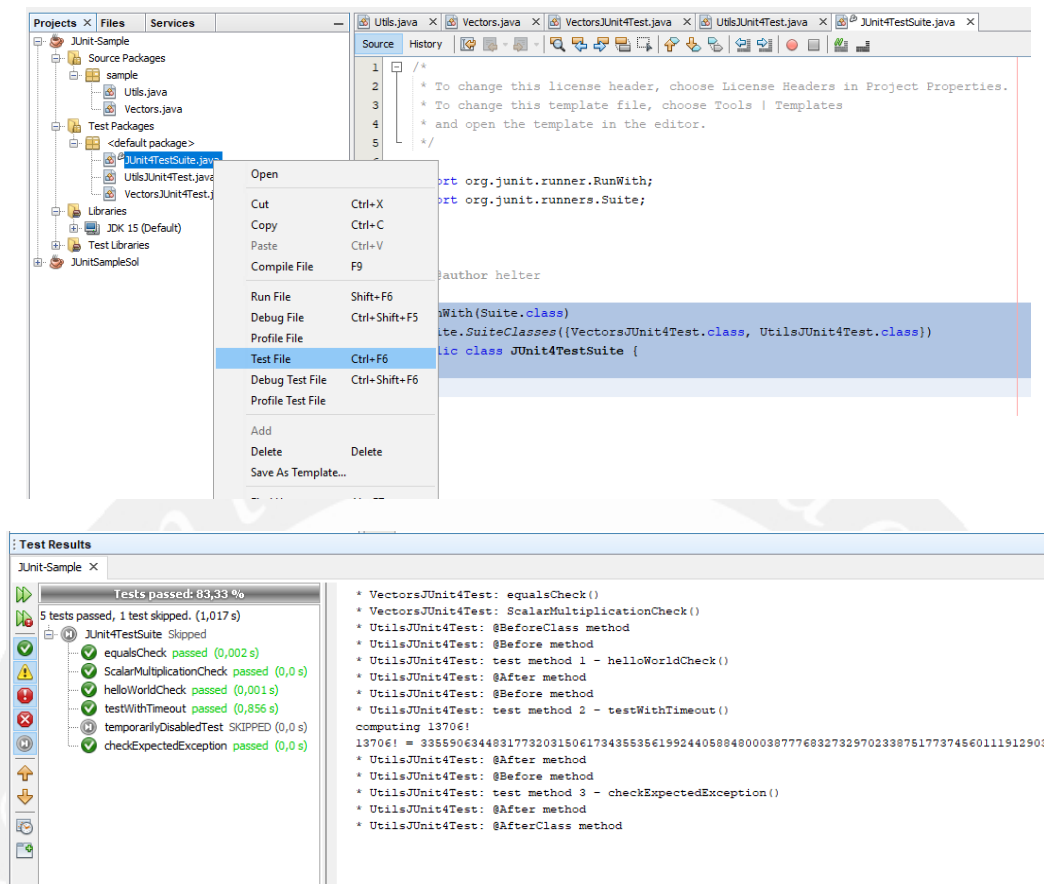 Projects × Files Services
Utils.java × Vectors.java × VectorsJUnit4Test.java × UtilsJUnit4Test.java × JUnit4TestSuite.java ×
Source History
JUnit-Sample
Source Packages
sample
Utils.java
Vectors.java
Test Packages
<default package>
JUnit4TestSuite.java
UtilsJUnit4Test.java
VectorsJUnit4Test.j
Libraries
JDK 15 (Default)
Test Libraries
JUnitSampleSol
1 /*
2 * To change this license header, choose License Headers in Project Properties.
3 * To change this template file, choose Tools | Templates
4 * and open the template in the editor.
5 */
ort org.junit.runner.RunWith;
ort org.junit.runners.Suite;
author helter
nWith(Suite.class)
ite.SuiteClasses({VectorsJUnit4Test.class, UtilsJUnit4Test.class})
lic class JUnit4TestSuite {
Open
Cut Ctrl+X
Copy Ctrl+C
Paste Ctrl+V
Compile File F9
Run File Shift+F6
Debug File Ctrl+Shift+F5
Profile File
Test File Ctrl+F6
Debug Test File Ctrl+Shift+F6
Profile Test File
Add
Delete Delete
Save As Template...
Test Results
JUnit-Sample ×
Tests passed: 83,33 %
5 tests passed, 1 test skipped. (1,017 s)
JUnit4TestSuite Skipped
equalsCheck passed (0,002 s)
ScalarMultiplicationCheck passed (0,0 s)
helloWorldCheck passed (0,001 s)
testWithTimeout passed (0,856 s)
temporarilyDisabledTest SKIPPED (0,0 s)
checkExpectedException passed (0,0 s)
* VectorsJUnit4Test: equalsCheck()
* VectorsJUnit4Test: ScalarMultiplicationCheck()
* UtilsJUnit4Test: @BeforeClass method
* UtilsJUnit4Test: @Before method
* UtilsJUnit4Test: test method 1 - helloWorldCheck()
* UtilsJUnit4Test: @After method
* UtilsJUnit4Test: @Before method
* UtilsJUnit4Test: test method 2 - testWithTimeout()
computing 13706!
13706! = 33559063448317732031506173435535619924405884800038777683273297023387517737456011191290
* UtilsJUnit4Test: @After method
* UtilsJUnit4Test: @Before method
* UtilsJUnit4Test: test method 3 - checkExpectedException()
* UtilsJUnit4Test: @After method
* UtilsJUnit4Test: @AfterClass method